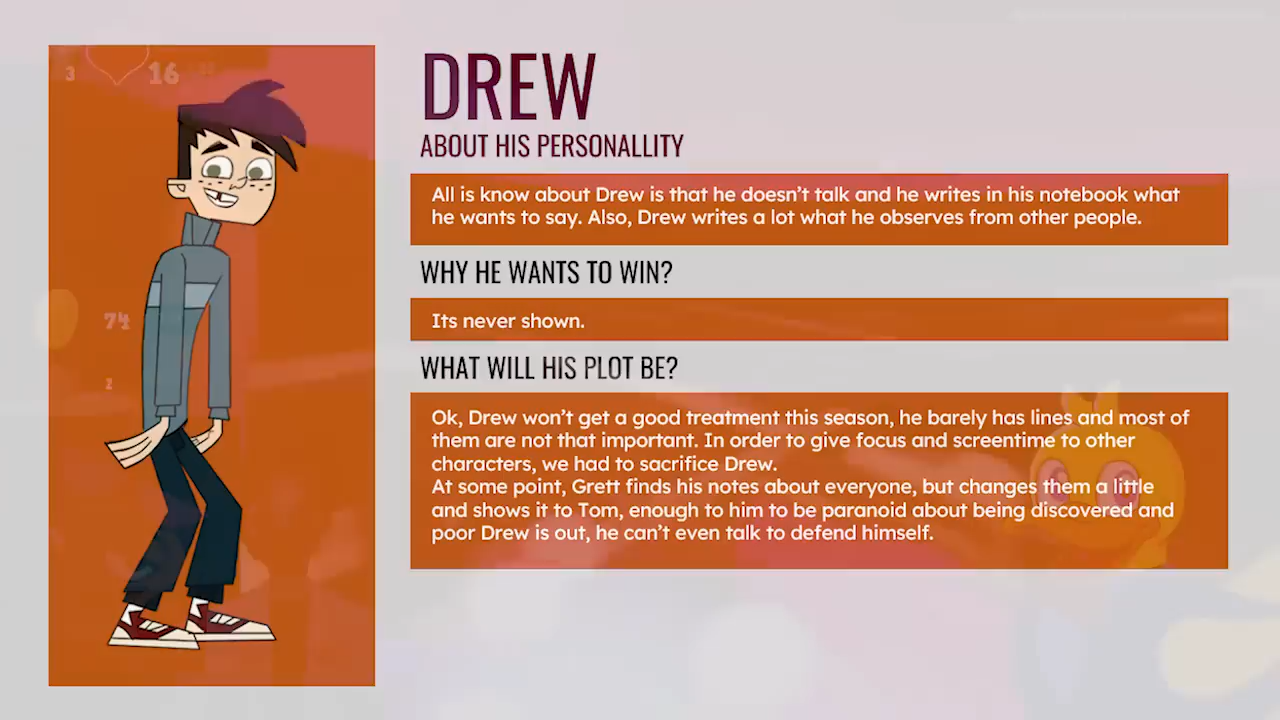 3
16
DREW
ABOUT HIS PERSONALLITY
All is know about Drew is that he doesn't talk and he writes in his notebook what
he wants to say. Also, Drew writes a lot what he observes from other people.
WHY HE WANTS TO WIN?
Its never shown.
74
2
WHAT WILL HIS PLOT BE?
Ok, Drew won't get a good treatment this season, he barely has lines and most of
them are not that important. In order to give focus and screentime to other
characters, we had to sacrifice Drew.
At some point, Grett finds his notes about everyone, but changes them a little
and shows it to Tom, enough to him to be paranoid about being discovered and
poor Drew is out, he can't even talk to defend himself.